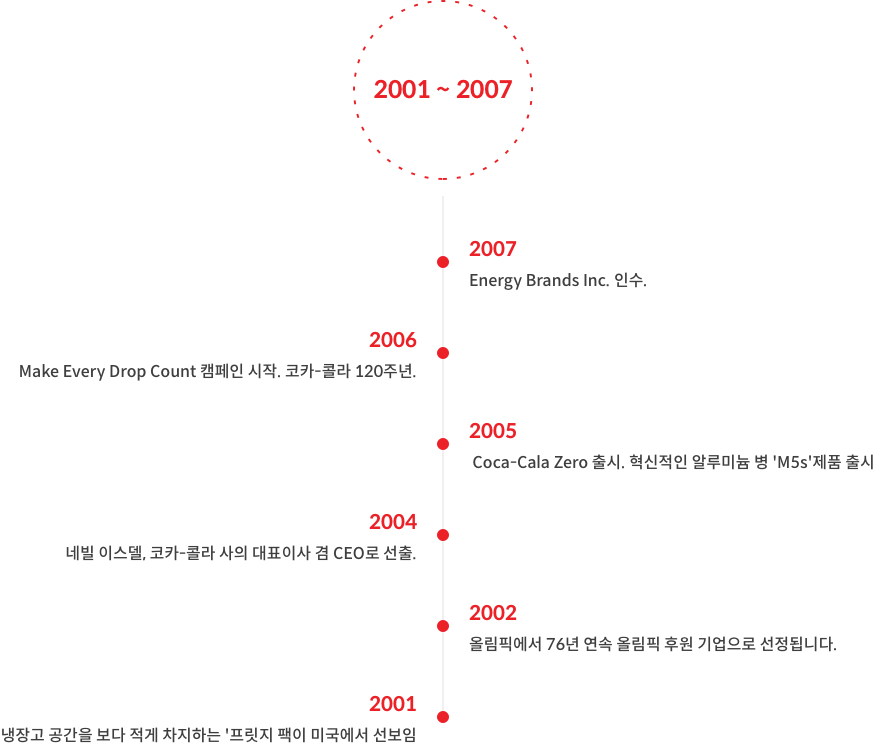 2001 ~ 2007
2007
Energy Brands Inc. 인수.
2006
Make Every Drop Count 캠페인 시작. 코카-콜라 120주년.
2005
Coca-Cala Zero 출시. 혁신적인 알루미늄 병 'M5s'제품 출시
2004
네빌 이스델, 코카-콜라 사의 대표이사 겸 CEO로 선출.
2002
올림픽에서 76년 연속 올림픽 후원 기업으로 선정됩니다.
2001
냉장고 공간을 보다 적게 차지하는 '프릿지 팩이 미국에서 선보임